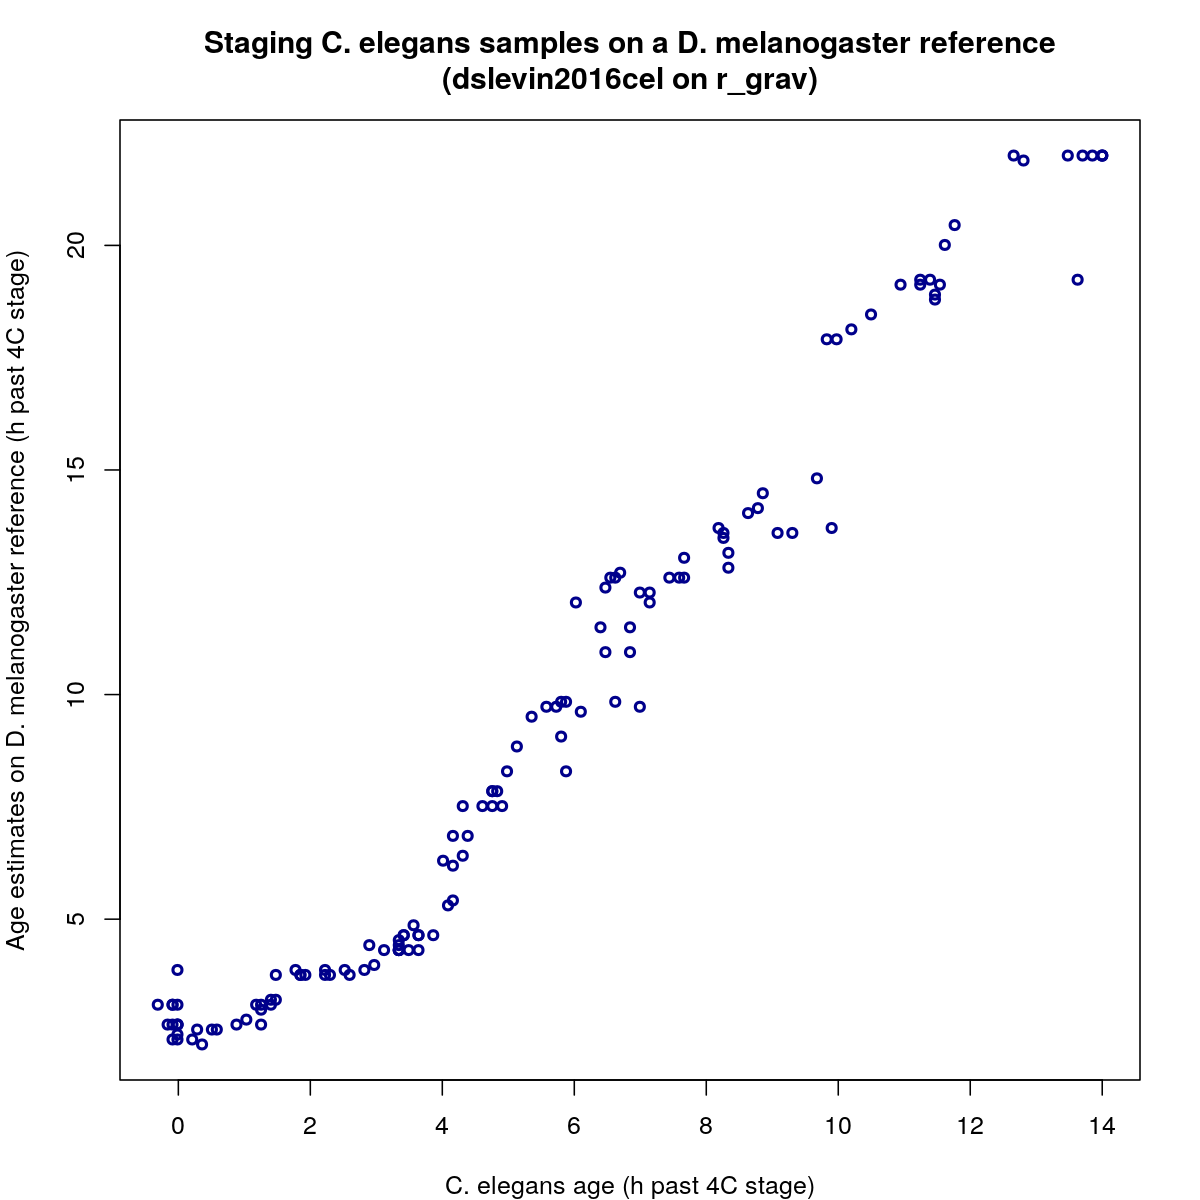 Staging C. elegans samples on a D. melanogaster reference
(dslevin2016cel on r_grav)
Age estimates on D. melanogaster reference (h past 4C stage)
20
15
10
5
0 2 4 6 8 10 12 14
C. elegans age (h past 4C stage)